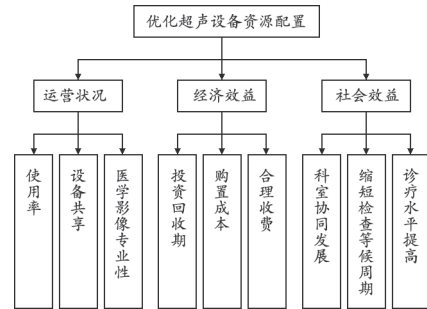 优化超声设备资源配置
运营状况
经济效益
社会效益
使用率
设备共享
医学影像专业性
投资回收期
购置成本
合理收费
科室协同发展
缩短检查等候周期
诊疗水平提高